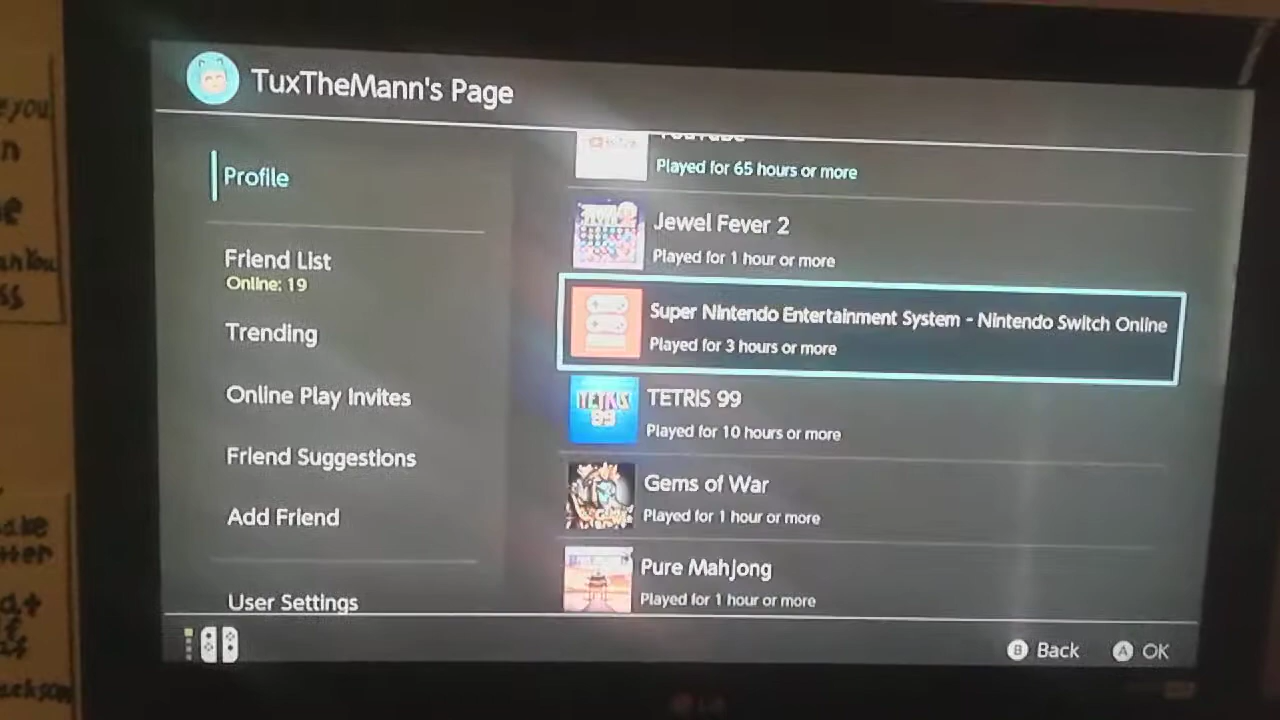 TuxTheMann's Page
Profile
Friend List
Online: 19
Trending
Online Play Invites
Friend Suggestions
Add Friend
User Settings
YouTube
Played for 65 hours or more
Jewel Fever 2
Played for 1 hour or more
Super Nintendo Entertainment System - Nintendo Switch Online
Played for 3 hours or more
TETRIS 99
TETRIS 99
Played for 10 hours or more
Gems of War
Played for 1 hour or more
Pure Mahjong
Played for 1 hour or more
B Back
A OK
LG